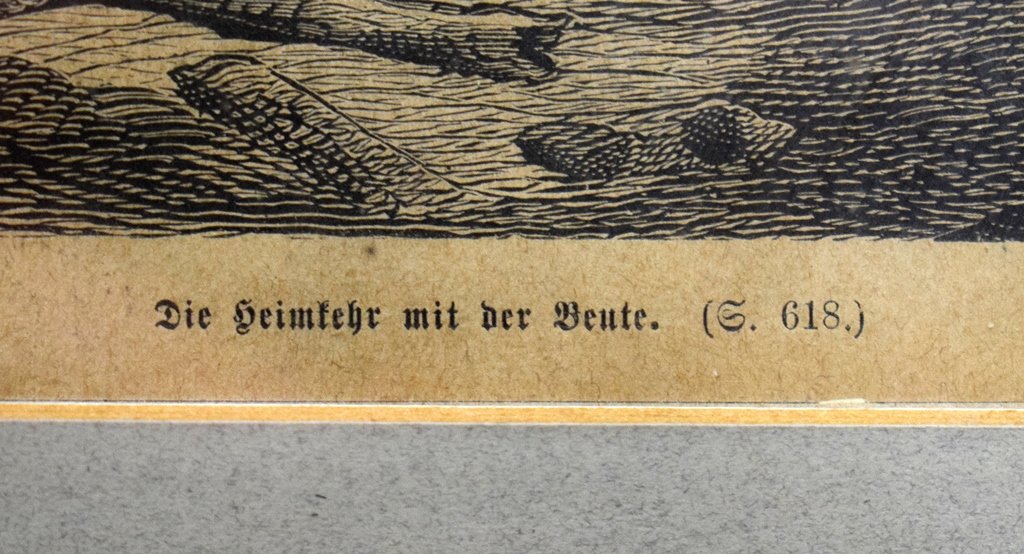 Die Heimkehr mit der Beute. (S. 618.)